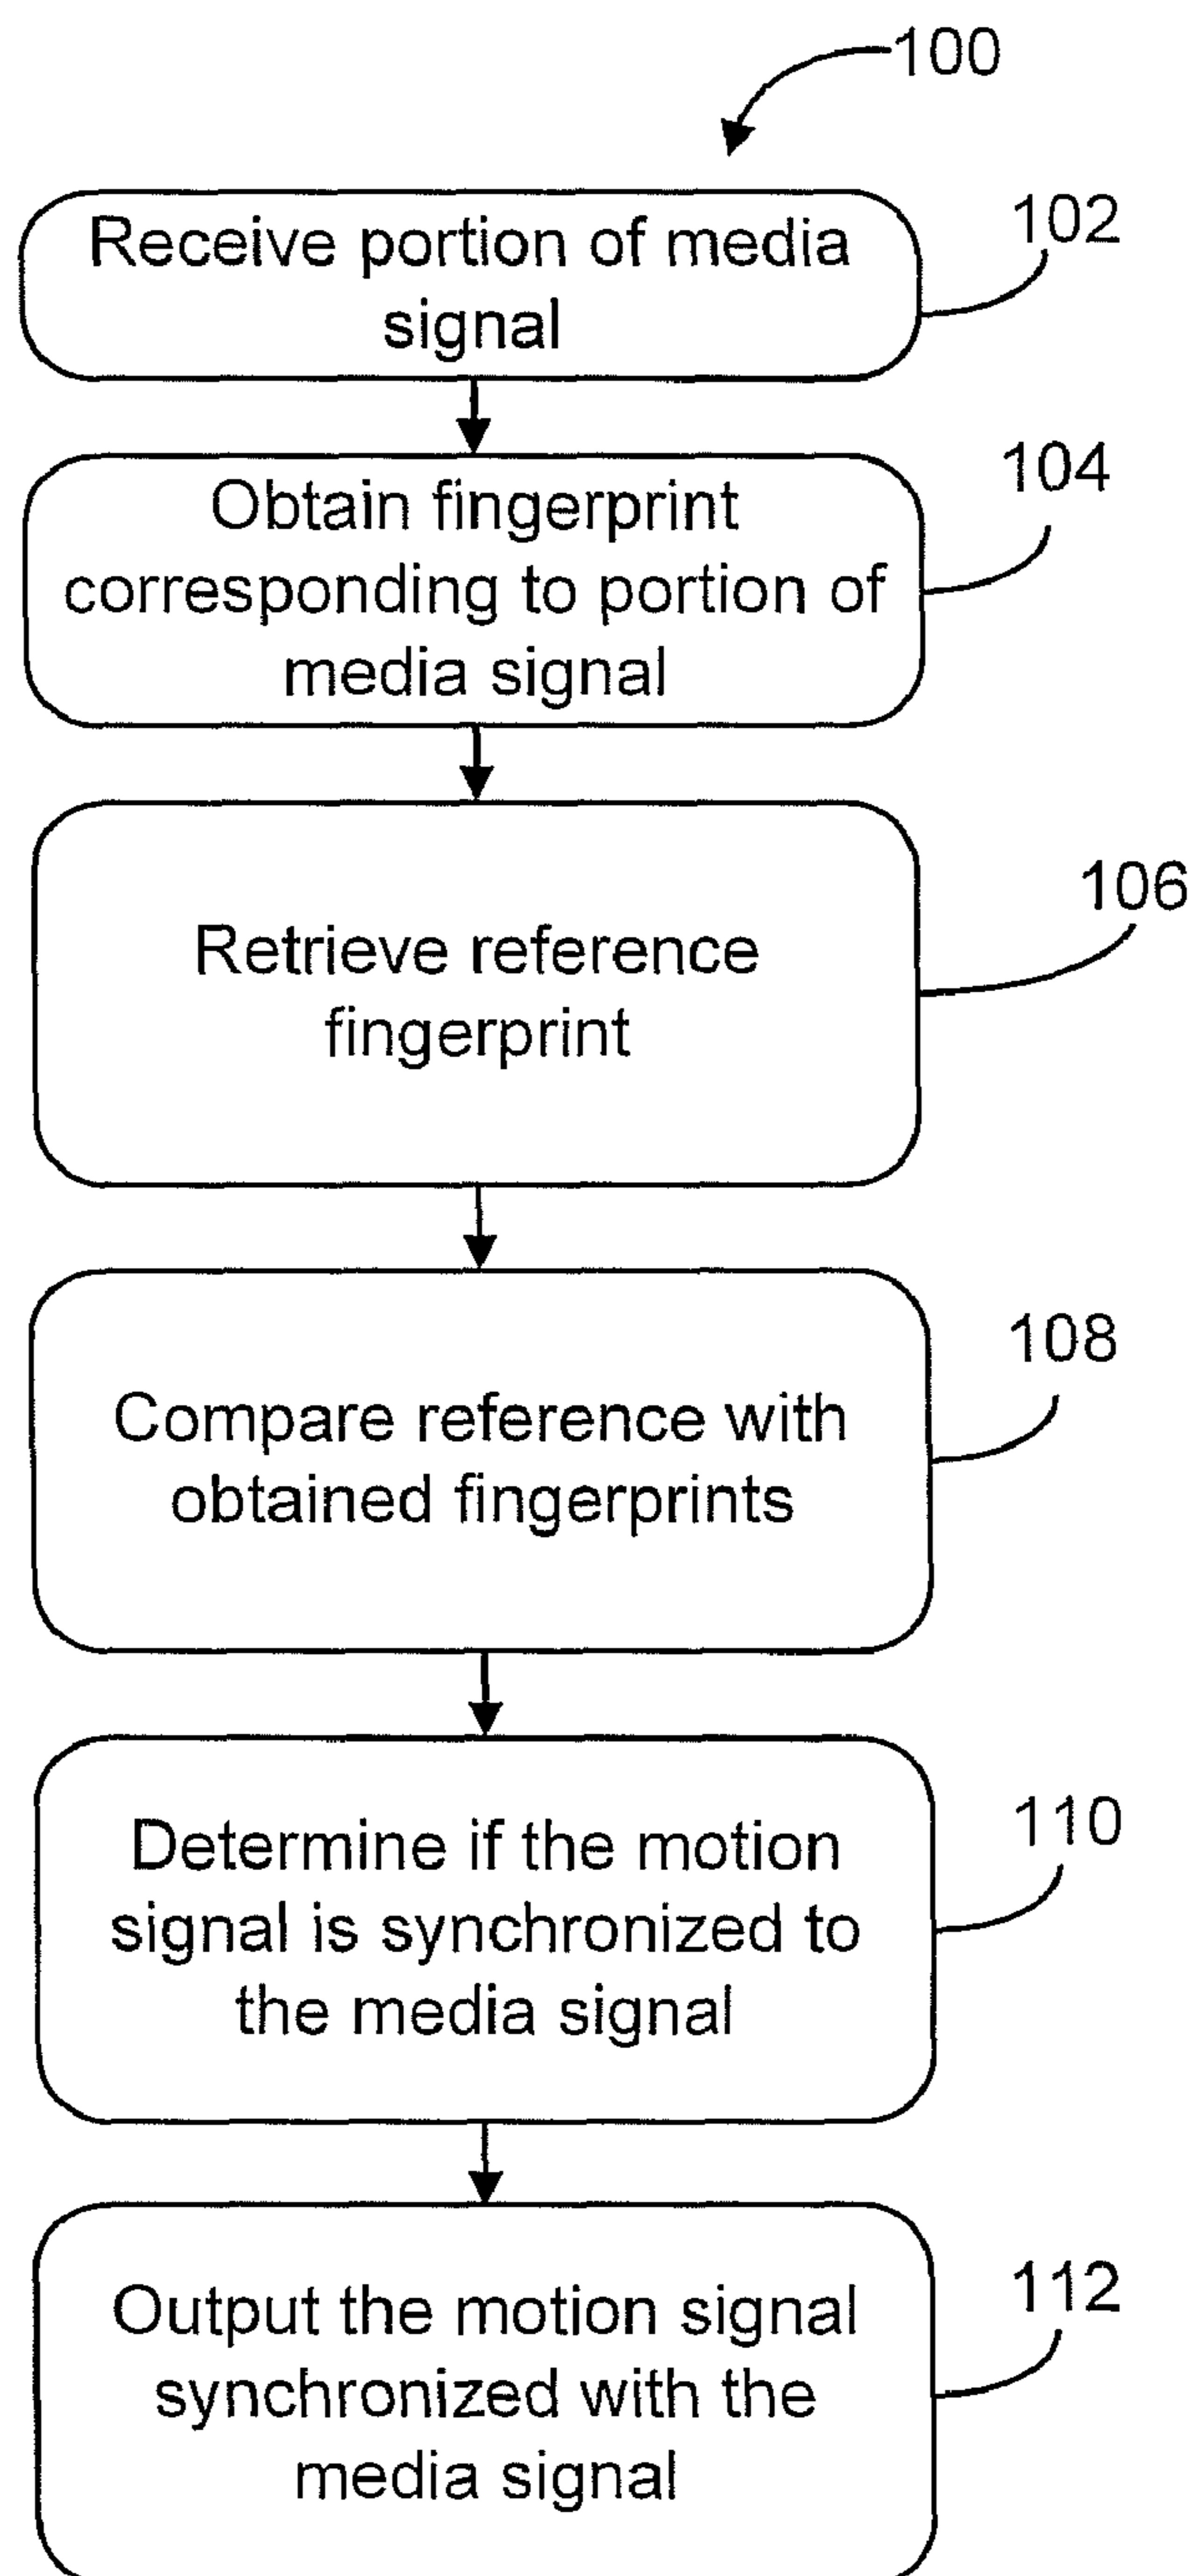 100
Receive portion of media
signal
102
Obtain fingerprint
corresponding to portion of
media signal
104
Retrieve reference
fingerprint
106
Compare reference with
obtained fingerprints
108
Determine if the motion
signal is synchronized to
the media signal
110
Output the motion signal
synchronized with the
media signal
112